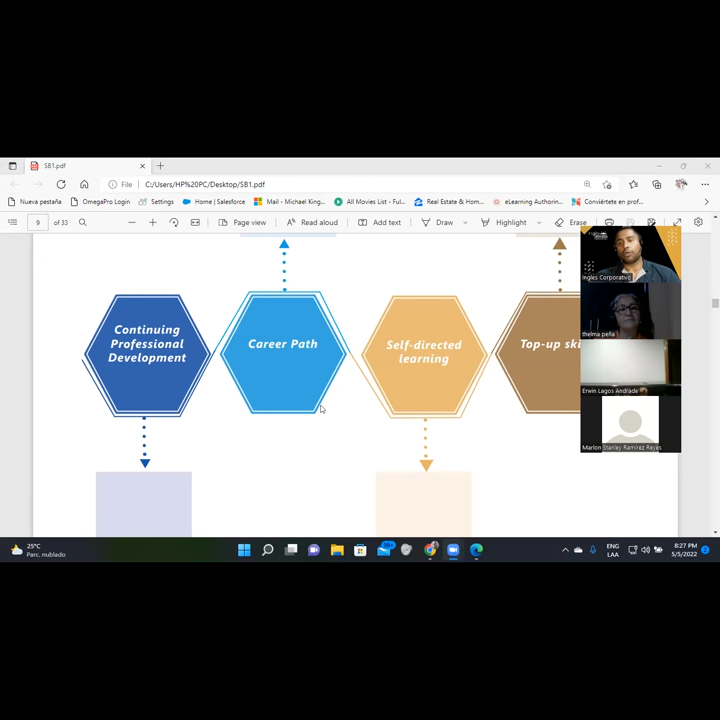 SB1.pdf
File
C:/Users/HP%20PC/Desktop/SB1.pdf
Nueva pestaña
OmegaPro Login
Settings
Home | Salesforce
Mail - Michael King...
All Movies List - Ful...
Real Estate & Hom...
eLearning Authorin...
Conviértete en prof...
9 of 33
Page view
Read aloud
Add text
Draw
Highlight
Erase
Ingles Corporativo
thelma peña
Erwin Lagos Andrade
Marlon Stanley Ramirez Reyes
Continuing
Professional
Development
Career Path
Self-directed
learning
Top-up
25°C
Parc. nublado
ENG
LAA
8:27 PM
5/5/2022
2